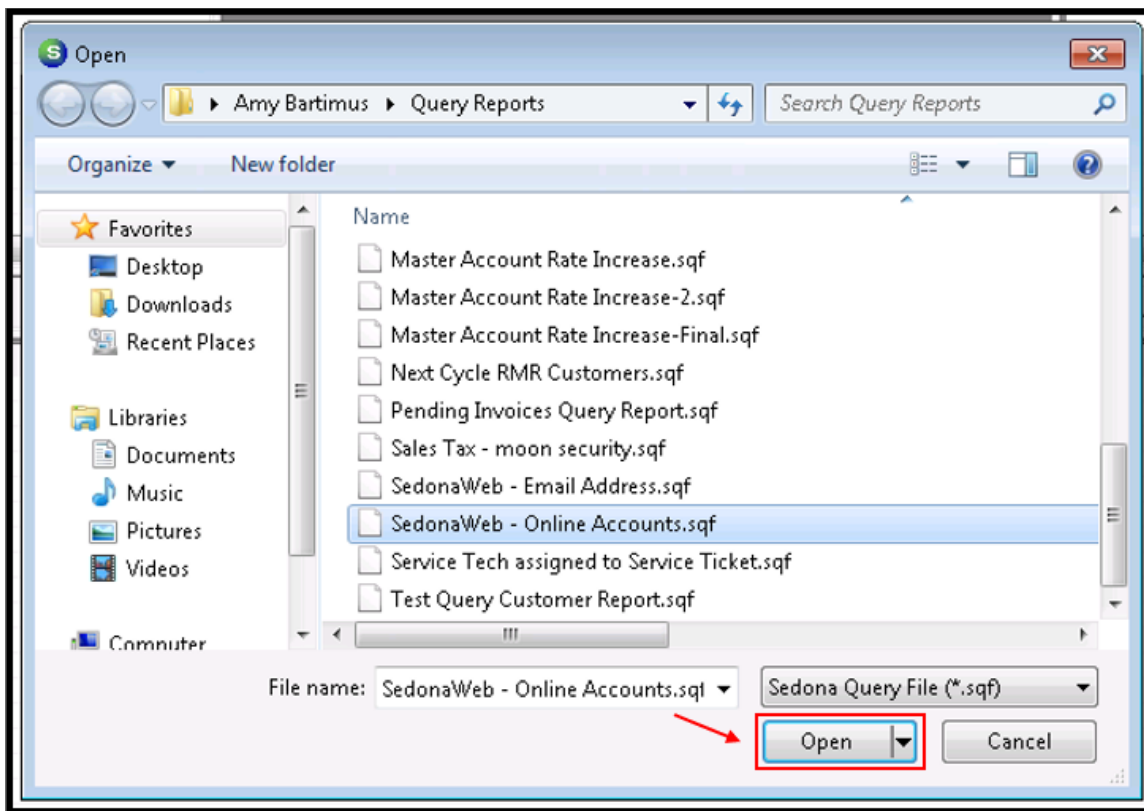 S Open
Amy Bartimus Query Reports Search Query Reports
Organize New folder
Favorites
Desktop
Downloads
Recent Places
Libraries
Documents
Music
Pictures
Videos
Computer
Name
Master Account Rate Increase.sqf
Master Account Rate Increase-2.sqf
Master Account Rate Increase-Final.sqf
Next Cycle RMR Customers.sqf
Pending Invoices Query Report.sqf
Sales Tax - moon security.sqf
SedonaWeb - Email Address.sqf
SedonaWeb - Online Accounts.sqf
Service Tech assigned to Service Ticket.sqf
Test Query Customer Report.sqf
File name: SedonaWeb - Online Accounts.sqf Sedona Query File (*.sqf)
Open Cancel